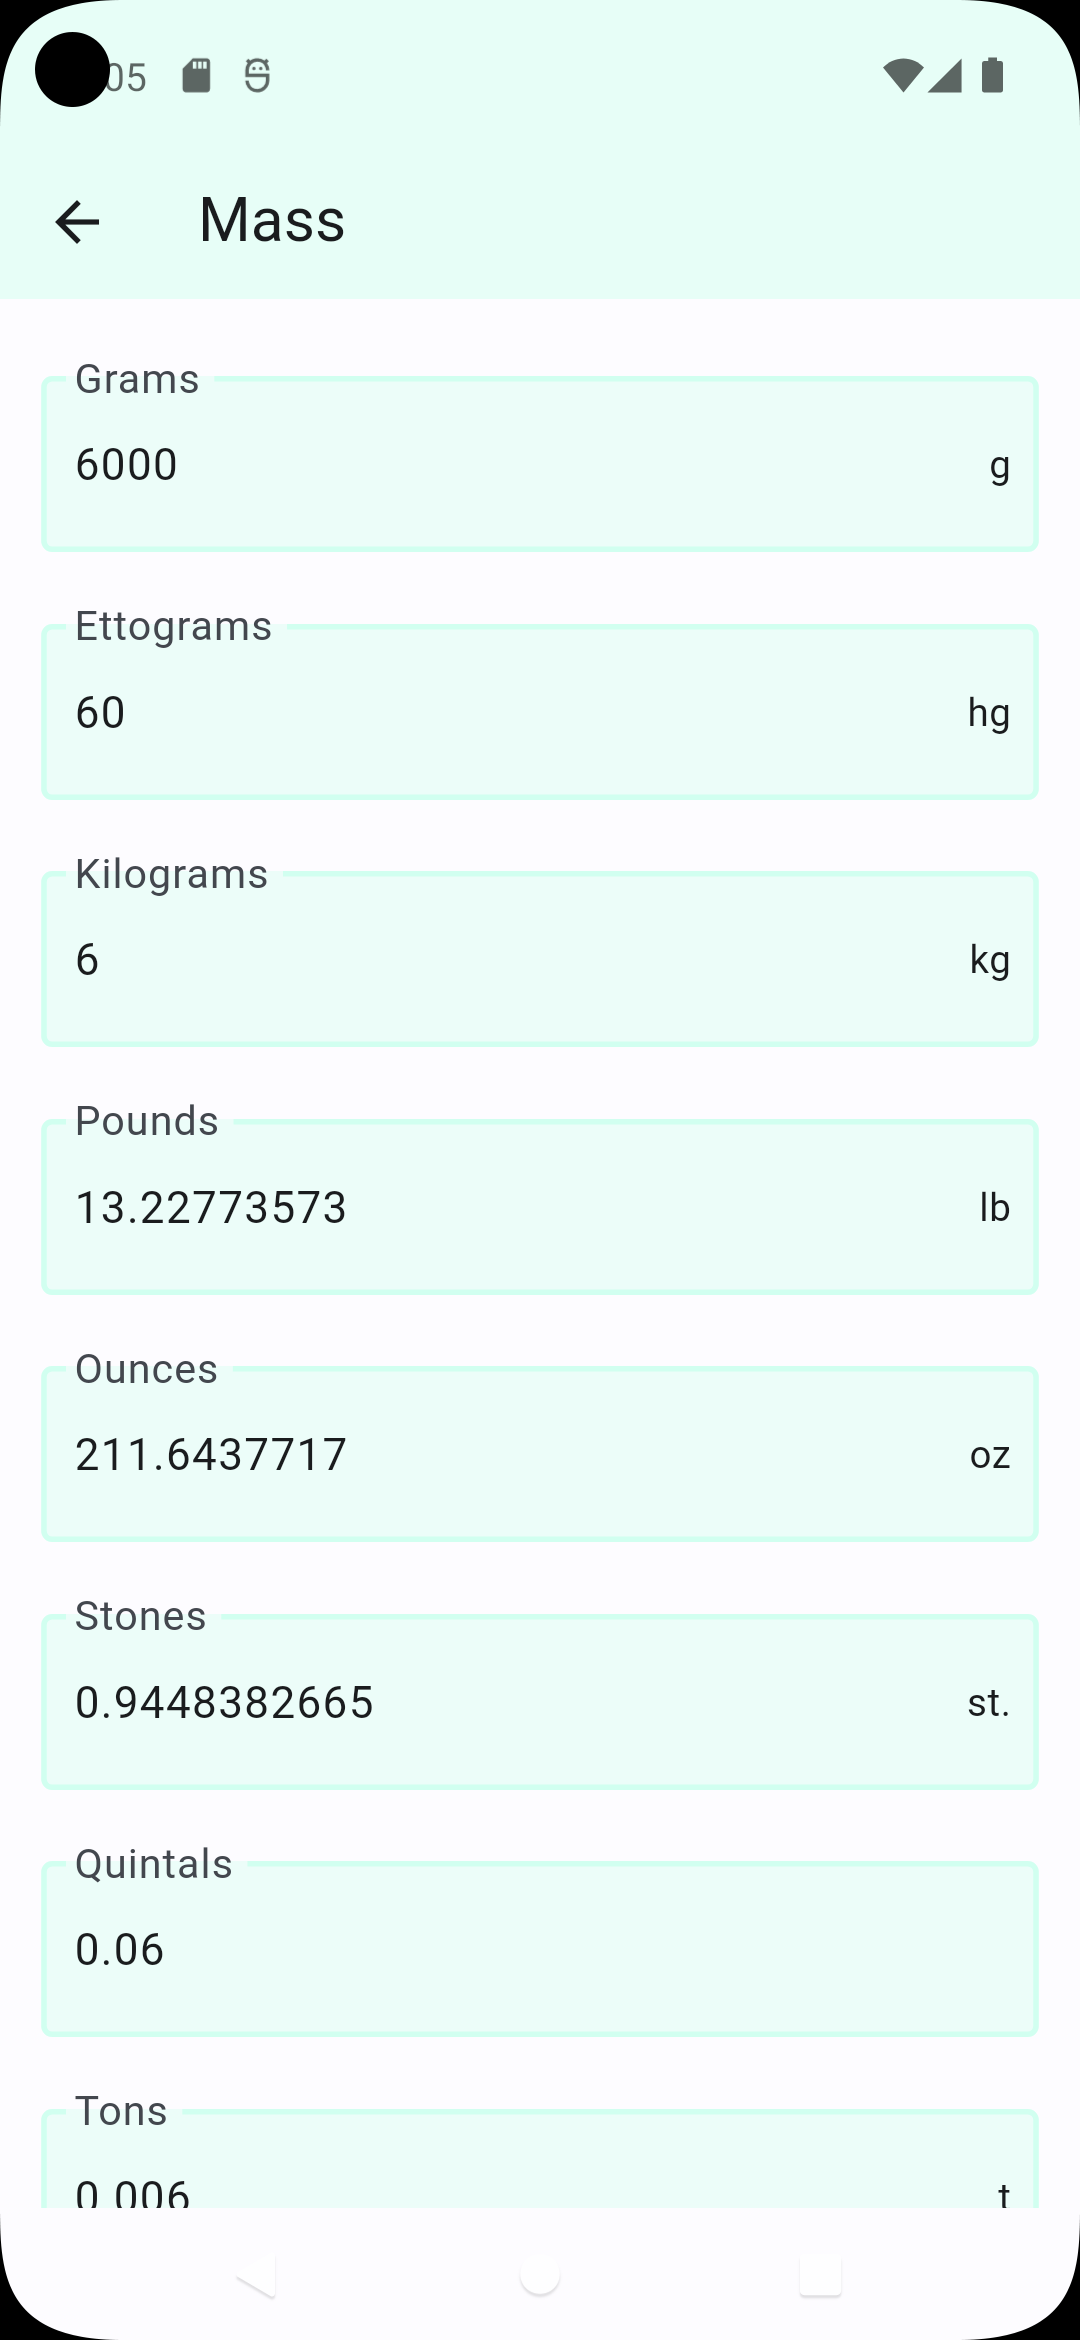 05
Mass
Grams
6000 g
Ettograms
60 hg
Kilograms
6 kg
Pounds
13.22773573 lb
Ounces
211.6437717 oz
Stones
0.9448382665 st.
Quintals
0.06
Tons
0.006 t